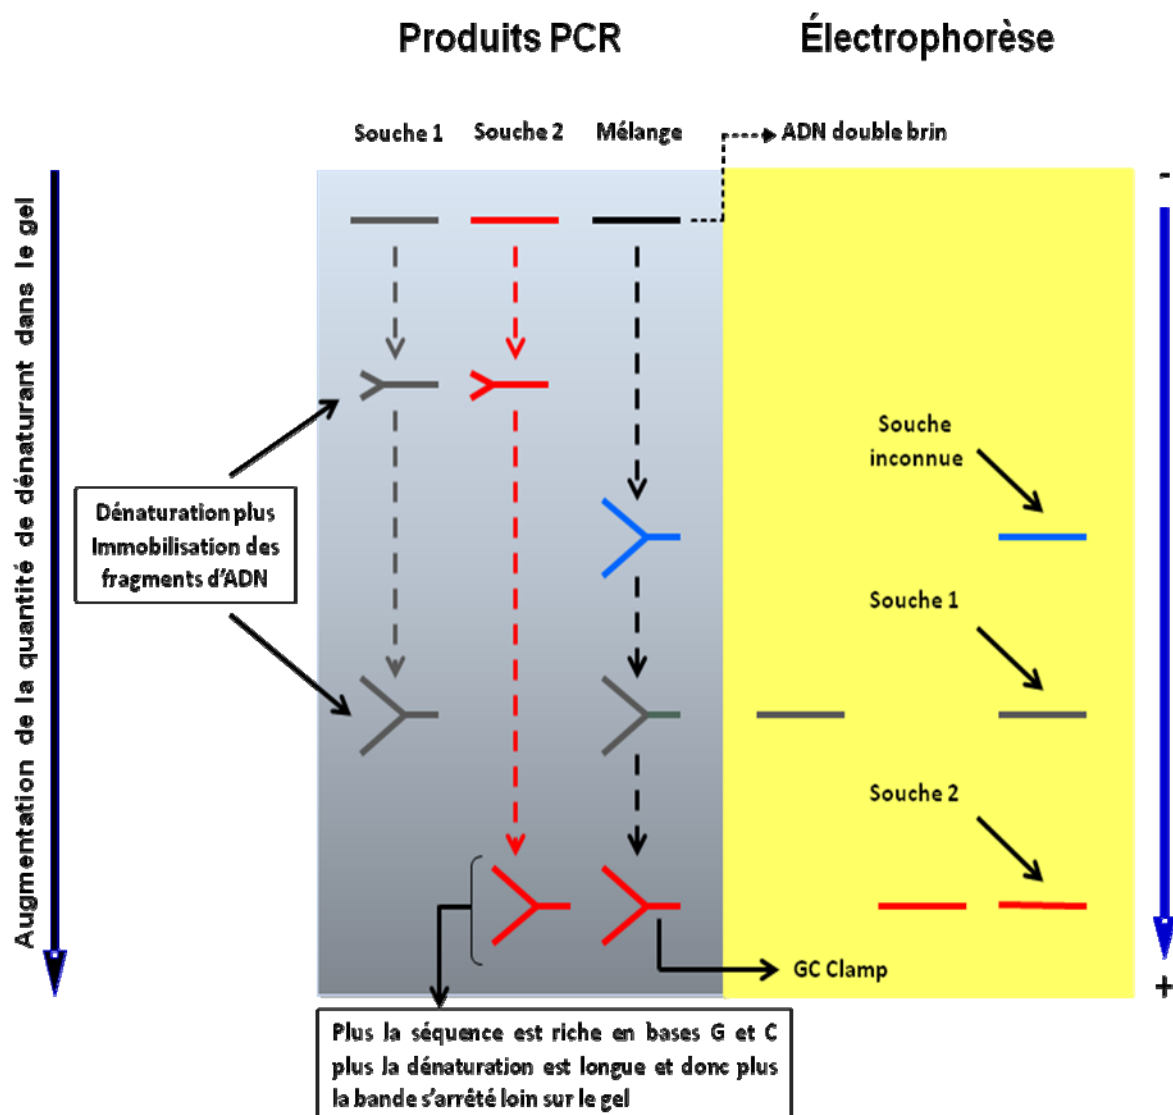 Produits PCR
Électrophorèse
Souche 1
Souche 2
Mélange
ADN double brin
-
Augmentation de la quantité de dénaturant dans le gel
Souche
inconnue
Dénaturation plus
Immobilisation des
fragments d'ADN
Souche 1
Souche 2
GC Clamp
+
Plus la séquence est riche en bases G et C
plus la dénaturation est longue et donc plus
la bande s'arrêté loin sur le gel